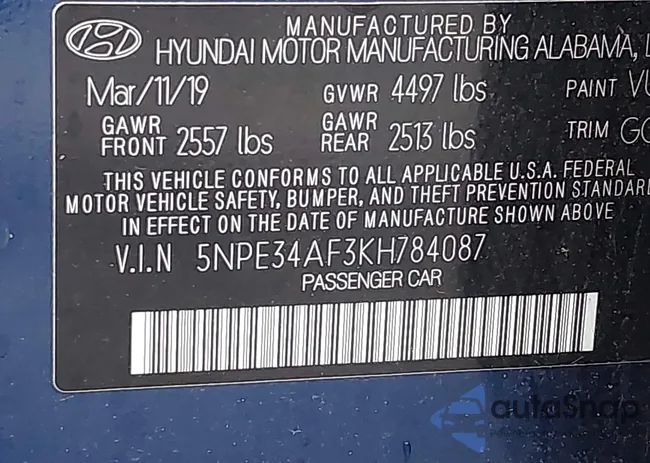 MANUFACTURED BY
HYUNDAI MOTOR MANUFACTURING ALABAMA,
Mar/11/19 GVWR 4497 lbs PAINT
GAWR FRONT 2557 lbs GAWR REAR 2513 lbs TRIM
THIS VEHICLE CONFORMS TO ALL APPLICABLE U.S.A. FEDERAL
MOTOR VEHICLE SAFETY, BUMPER, AND THEFT PREVENTION STANDAR
IN EFFECT ON THE DATE OF MANUFACTURE SHOWN ABOVE
V.I.N 5NPE34AF3KH784087
PASSENGER CAR
autoSnap